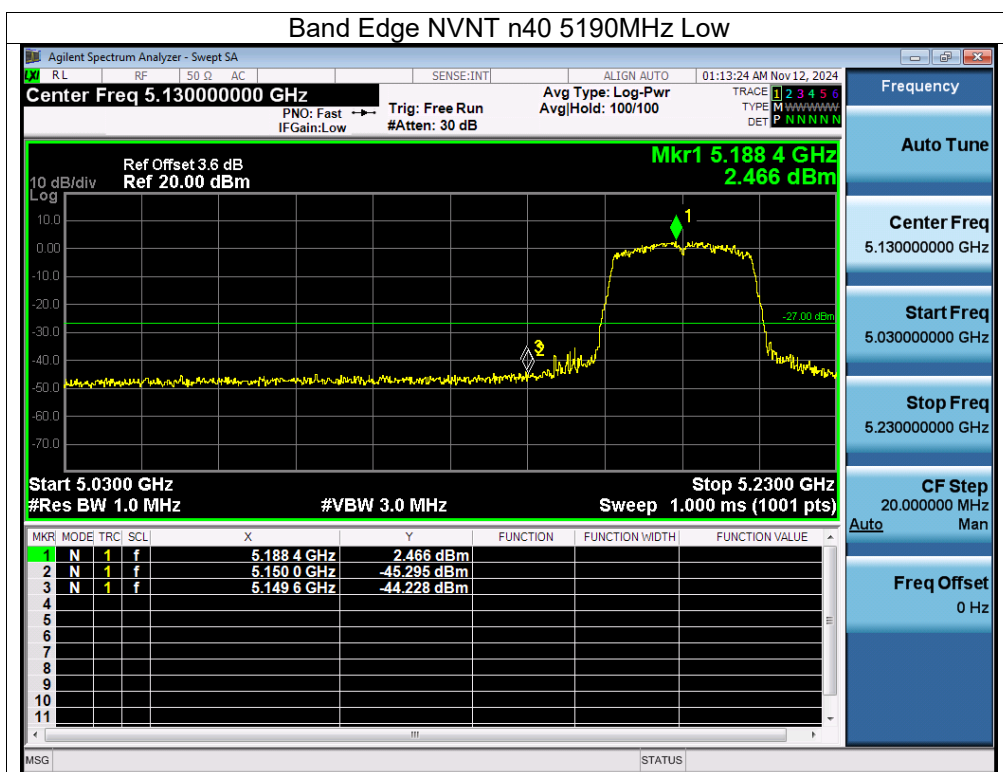 Band Edge NVNT n40 5190MHz Low
Agilent Spectrum Analyzer - Swept SA
LXI RL RF 50 Ω AC SENSE:INT ALIGN AUTO 01:13:24 AM Nov 12, 2024
Center Freq 5.130000000 GHz
PNO: Fast
IFGain:Low
Trig: Free Run
#Atten: 30 dB
Avg Type: Log-Pwr
Avg|Hold: 100/100
TRACE 1 2 3 4 5 6
TYPE M WWWWW
DET P N N N N N
Ref Offset 3.6 dB
10 dB/div Ref 20.00 dBm
Log
Mkr1 5.188 4 GHz
2.466 dBm
10.0
0.00
-10.0
-20.0
-30.0
-40.0
-50.0
-60.0
-70.0
1
-27.00 dBm
3
2
Start 5.0300 GHz Stop 5.2300 GHz
#Res BW 1.0 MHz #VBW 3.0 MHz Sweep 1.000 ms (1001 pts)
MKR MODE TRC SCL X Y FUNCTION FUNCTION WIDTH FUNCTION VALUE
1 N 1 f 5.188 4 GHz 2.466 dBm
2 N 1 f 5.150 0 GHz -45.295 dBm
3 N 1 f 5.149 6 GHz -44.228 dBm
4
5
6
7
8
9
10
11
MSG STATUS
Frequency
Auto Tune
Center Freq
5.130000000 GHz
Start Freq
5.030000000 GHz
Stop Freq
5.230000000 GHz
CF Step
20.000000 MHz
Auto Man
Freq Offset
0 Hz